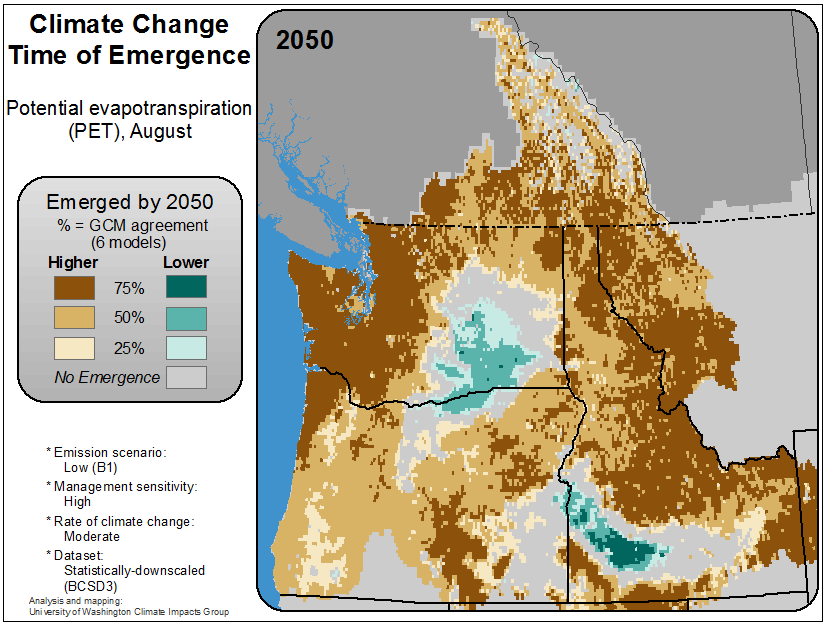 Climate Change
Time of Emergence
Potential evapotranspiration
(PET), August
2050
Emerged by 2050
% = GCM agreement
(6 models)
Higher Lower
75%
50%
25%
No Emergence
* Emission scenario:
Low (B1)
* Management sensitivity:
High
* Rate of climate change:
Moderate
* Dataset:
Statistically-downscaled
(BCSD3)
Analysis and mapping:
University of Washington Climate Impacts Group